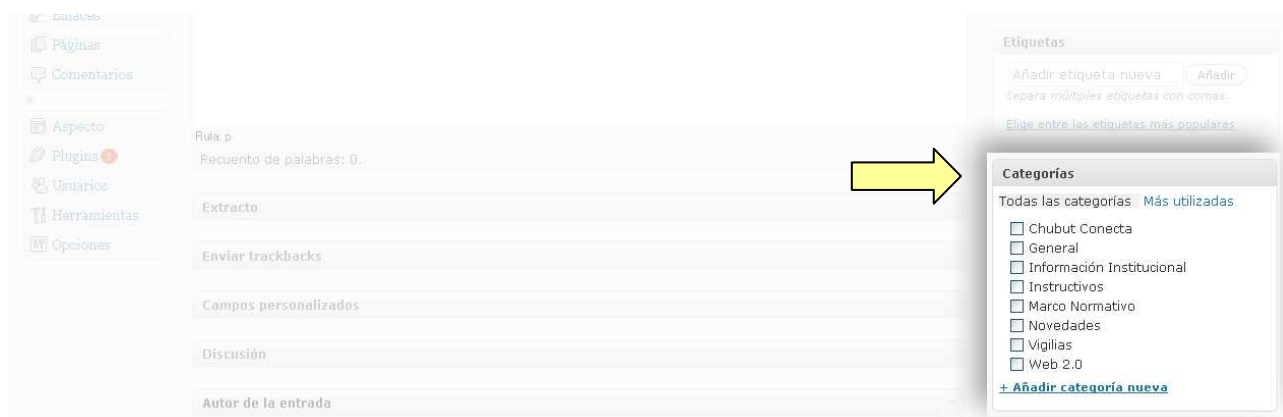 Enlaces
Páginas
Comentarios
Aspecto
Plugins 1
Usuarios
Herramientas
Opciones
Ruta: p
Recuento de palabras: 0.
Extracto
Enviar trackbacks
Campos personalizados
Discusión
Autor de la entrada
Etiquetas
Añadir etiqueta nueva Añadir
Separa múltiples etiquetas con comas.
Elige entre las etiquetas más populares
Categorías
Todas las categorías Más utilizadas
Chubut Conecta
General
Información Institucional
Instructivos
Marco Normativo
Novedades
Vigilias
Web 2.0
+ Añadir categoría nueva